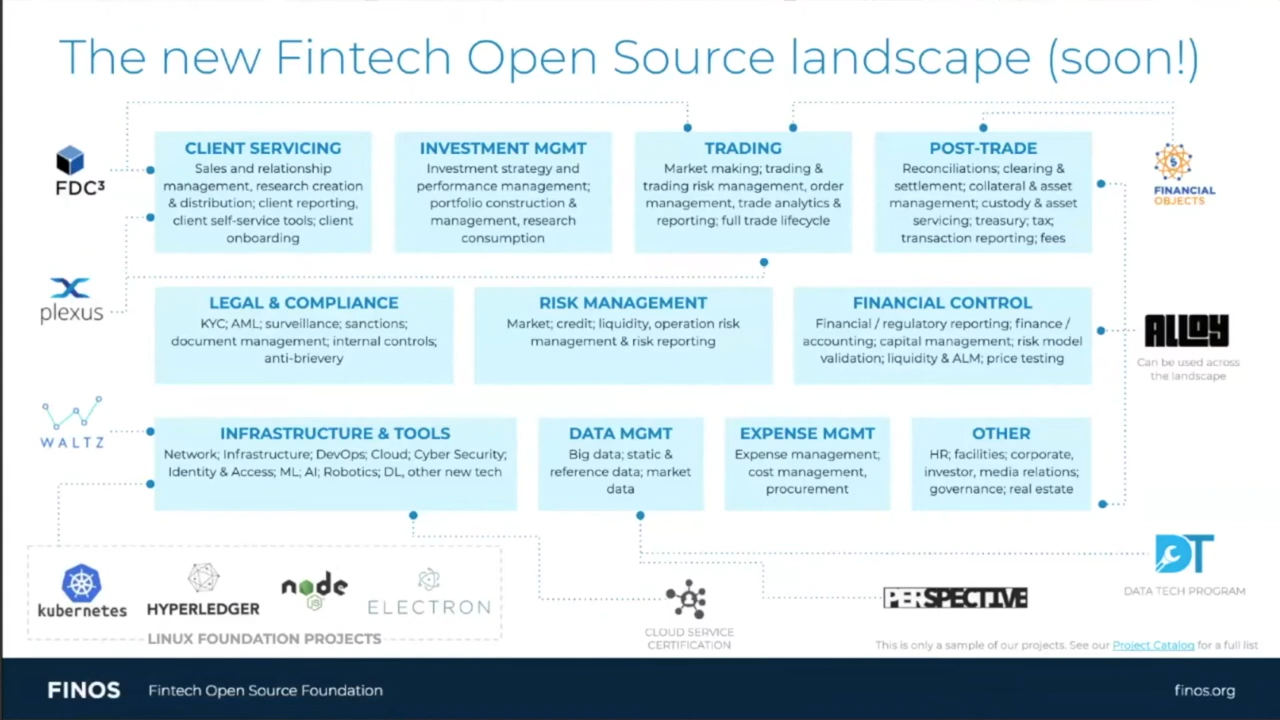 The new Fintech Open Source landscape (soon!)
FDC³
CLIENT SERVICING
Sales and relationship
management, research creation
& distribution; client reporting,
client self-service tools; client
onboarding
INVESTMENT MGMT
Investment strategy and
performance management;
portfolio construction &
management, research
consumption
TRADING
Market making; trading &
trading risk management, order
management, trade analytics &
reporting; full trade lifecycle
POST-TRADE
Reconciliations; clearing &
settlement; collateral & asset
management; custody & asset
servicing; treasury; tax;
transaction reporting; fees
$
FINANCIAL
OBJECTS
plexus
LEGAL & COMPLIANCE
KYC; AML; surveillance; sanctions;
document management; internal controls;
anti-brievery
RISK MANAGEMENT
Market; credit; liquidity, operation risk
management & risk reporting
FINANCIAL CONTROL
Financial / regulatory reporting; finance /
accounting; capital management; risk model
validation; liquidity & ALM; price testing
ALLOY
Can be used across
the landscape
WALTZ
INFRASTRUCTURE & TOOLS
Network; Infrastructure; DevOps; Cloud; Cyber Security;
Identity & Access; ML; AI; Robotics; DL, other new tech
DATA MGMT
Big data; static &
reference data; market
data
EXPENSE MGMT
Expense management;
cost management,
procurement
OTHER
HR; facilities; corporate,
investor, media relations;
governance; real estate
kubernetes
HYPERLEDGER
node
JS
ELECTRON
LINUX FOUNDATION PROJECTS
CLOUD SERVICE
CERTIFICATION
PERSPECTIVE
DT
DATA TECH PROGRAM
This is only a sample of our projects. See our Project Catalog for a full list
FINOS
Fintech Open Source Foundation
finos.org